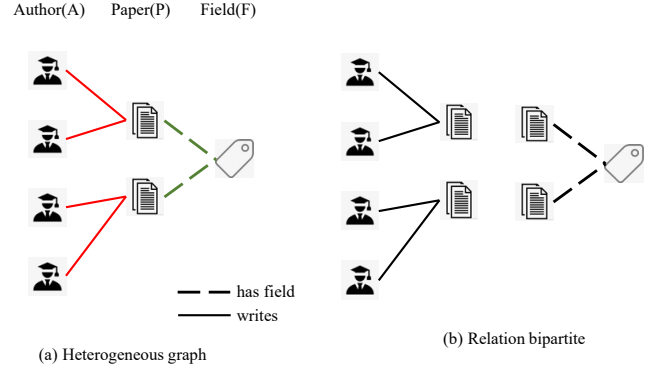 Author(A) Paper(P) Field(F)
has field
writes
(a) Heterogeneous graph
(b) Relation bipartite